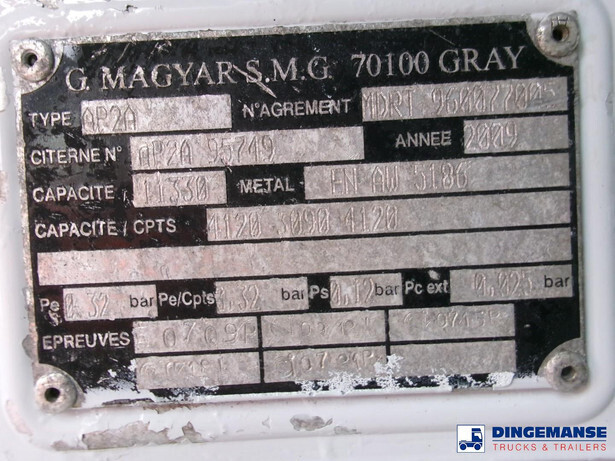 G. MAGYAR S.M.G. 70100 GRAY
TYPE AP2A N°AGREMENT MDRT 96007700S
CITERNE N° AP2A 95749 ANNEE 2009
CAPACITE 11330 METAL EN AW 5186
CAPACITE / CPTS 4120 3090 4120
Pe 0.32 bar Pe/Cpts 0.32 bar Ps 0.12 bar Pc ext 0.025 bar
EPREUVES
DINGEMANSE
TRUCKS & TRAILERS